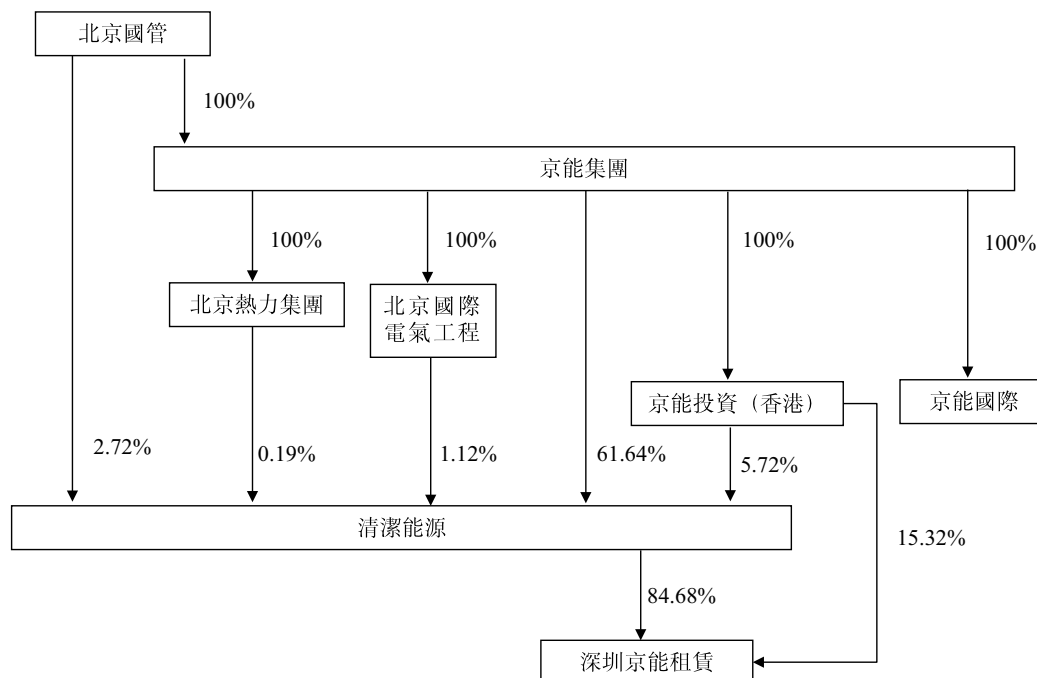 北京國管
100%
京能集團
100%
100%
100%
100%
北京熱力集團
北京國際
電氣工程
京能投資（香港）
京能國際
2.72%
0.19%
1.12%
61.64%
5.72%
清潔能源
15.32%
84.68%
深圳京能租賃